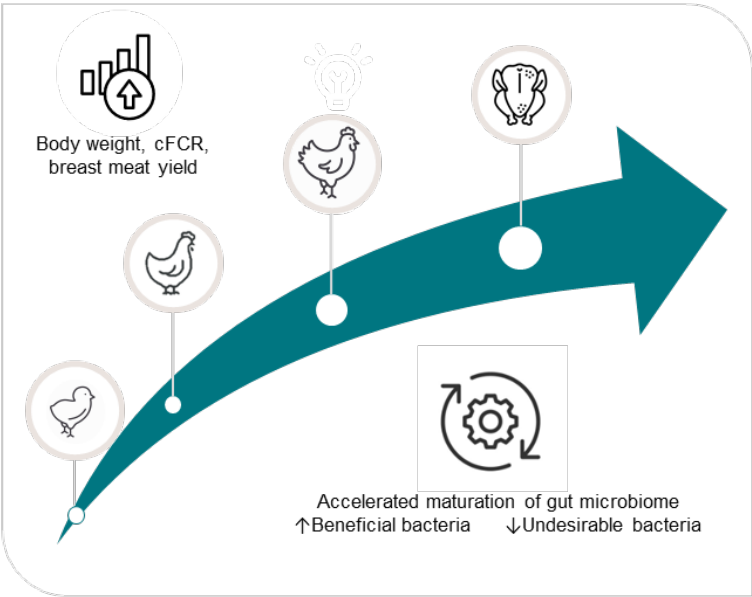 Body weight, cFCR,
breast meat yield
Accelerated maturation of gut microbiome
↑Beneficial bacteria ↓Undesirable bacteria